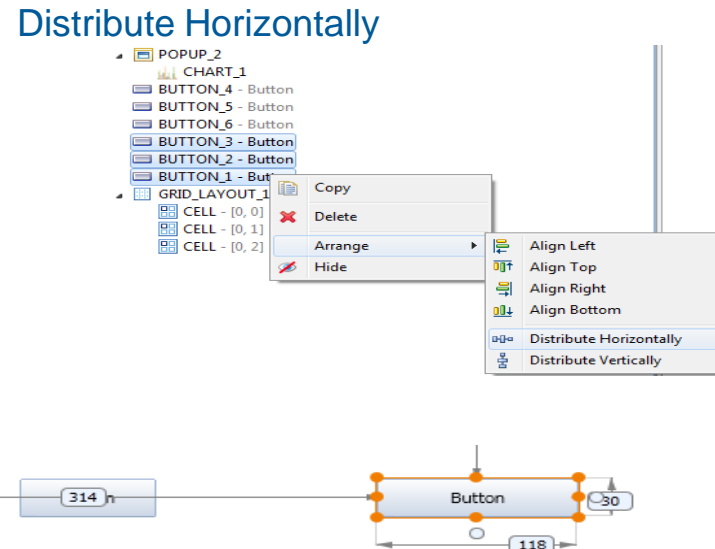 Distribute Horizontally
POPUP_2
CHART_1
BUTTON_4 - Button
BUTTON_5 - Button
BUTTON_6 - Button
BUTTON_3 - Button
BUTTON_2 - Button
BUTTON_1 - But
GRID_LAYOUT_1
CELL - [0, 0]
CELL - [0, 1]
CELL - [0, 2]
Copy
Delete
Arrange
Hide
Align Left
Align Top
Align Right
Align Bottom
Distribute Horizontally
Distribute Vertically
314 n
Button
30
118